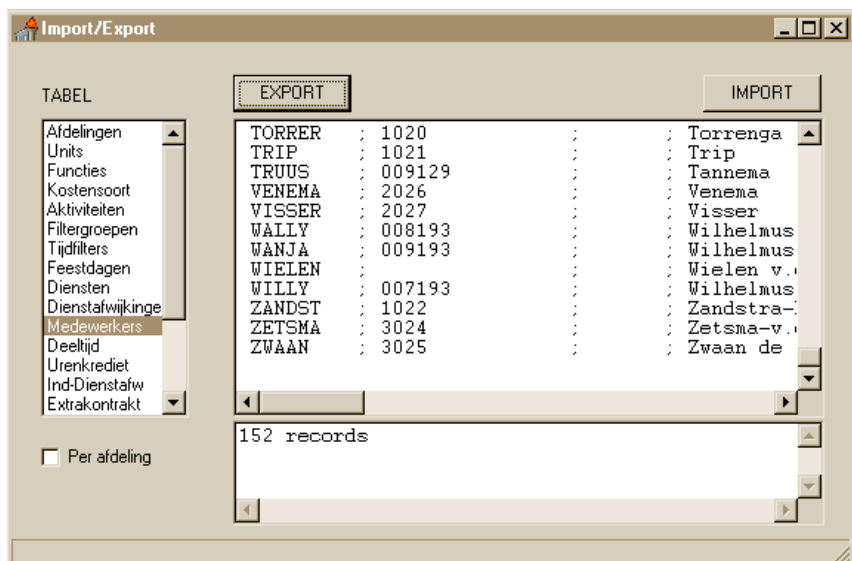 Import/Export
TABEL
EXPORT
IMPORT
Afdelingen
Units
Functies
Kostensoort
Aktiviteiten
Filtergroepen
Tijdfilters
Feestdagen
Diensten
Dienstafwijkinge
Medewerkers
Deeltijd
Urenkrediet
Ind-Dienstafw
Extrakontrakt
TORRER ; 1020 ; ; Torrenga
TRIP ; 1021 ; ; Trip
TRUUS ; 009129 ; ; Tannema
VENEMA ; 2026 ; ; Venema
VISSER ; 2027 ; ; Visser
WALLY ; 008193 ; ; Wilhelmus
WANJA ; 009193 ; ; Wilhelmus
WIELEN ; ; ; Wielen v.
WILLY ; 007193 ; ; Wilhelmus
ZANDST ; 1022 ; ; Zandstra-
ZETSMA ; 3024 ; ; Zetsma-v.
ZWAAN ; 3025 ; ; Zwaan de
Per afdeling
152 records